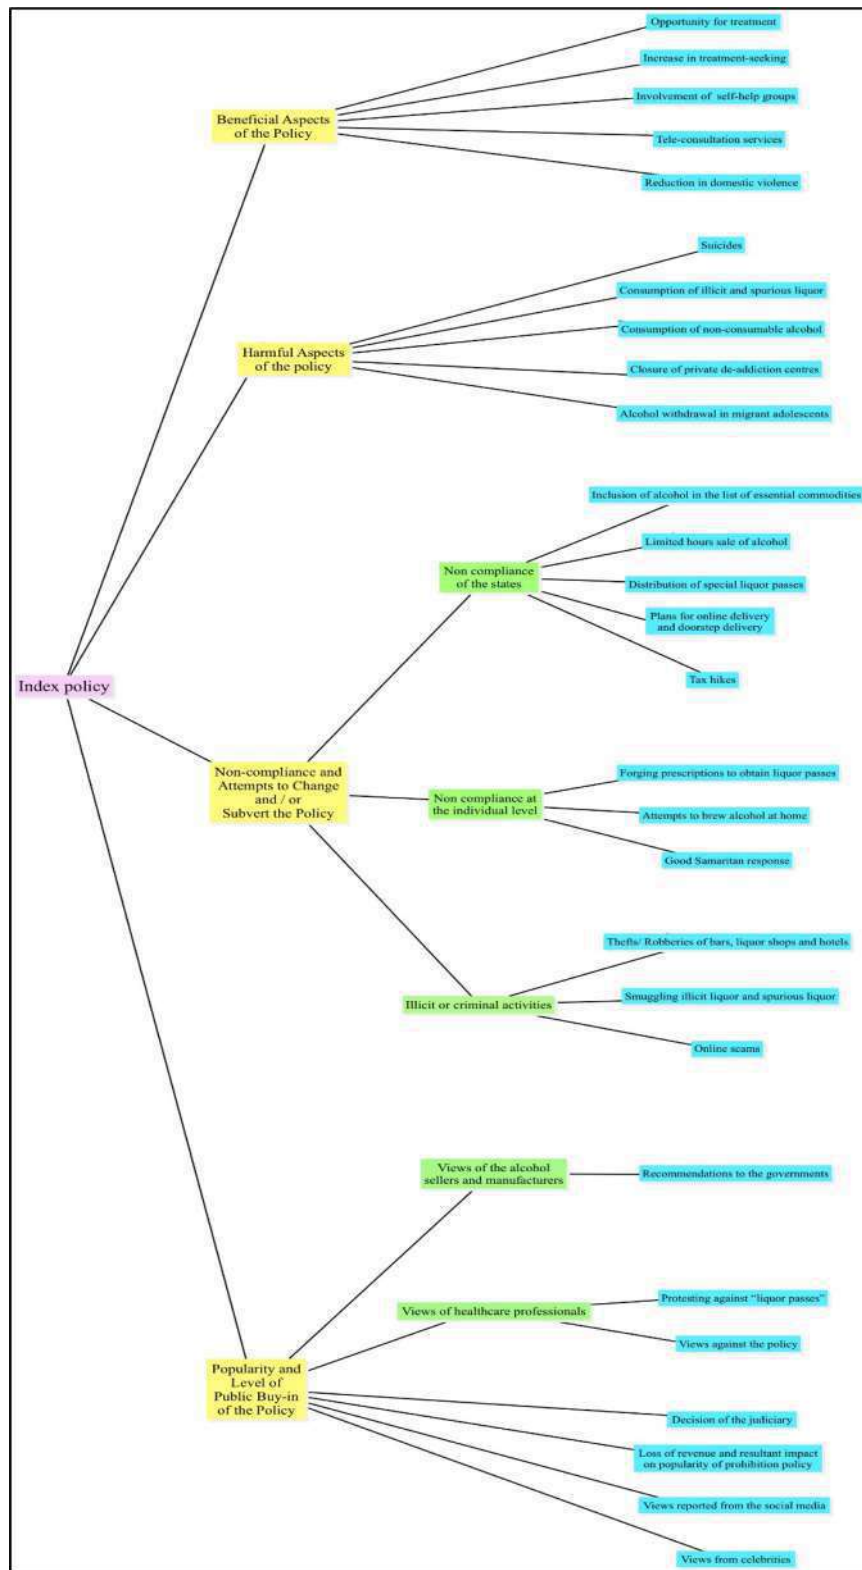 Opportunity for treatment
Increase in treatment-seeking
Involvement of self-help groups
Beneficial Aspects
of the Policy
Tele-consultation services
Reduction in domestic violence
Suicides
Consumption of illicit and spurious liquor
Consumption of non-consumable alcohol
Harmful Aspects
of the policy
Closure of private de-addiction centres
Alcohol withdrawal in migrant adolescents
Inclusion of alcohol in the list of essential commodities
Limited hours sale of alcohol
Non compliance
of the states
Distribution of special liquor passes
Plans for online delivery
and doorstep delivery
Tax hikes
Index policy
Non-compliance and
Attempts to Change
and / or
Subvert the Policy
Forging prescriptions to obtain liquor passes
Non compliance at
the individual level
Attempts to brew alcohol at home
Good Samaritan response
Thefts/ Robberies of bars, liquor shops and hotels
Illicit or criminal activities
Smuggling illicit liquor and spurious liquor
Online scams
Views of the alcohol
sellers and manufacturers
Recommendations to the governments
Views of healthcare professionals
Protesting against “liquor passes”
Views against the policy
Popularity and
Level of
Public Buy-in
of the Policy
Decision of the judiciary
Loss of revenue and resultant impact
on popularity of prohibition policy
Views reported from the social media
Views from celebrities